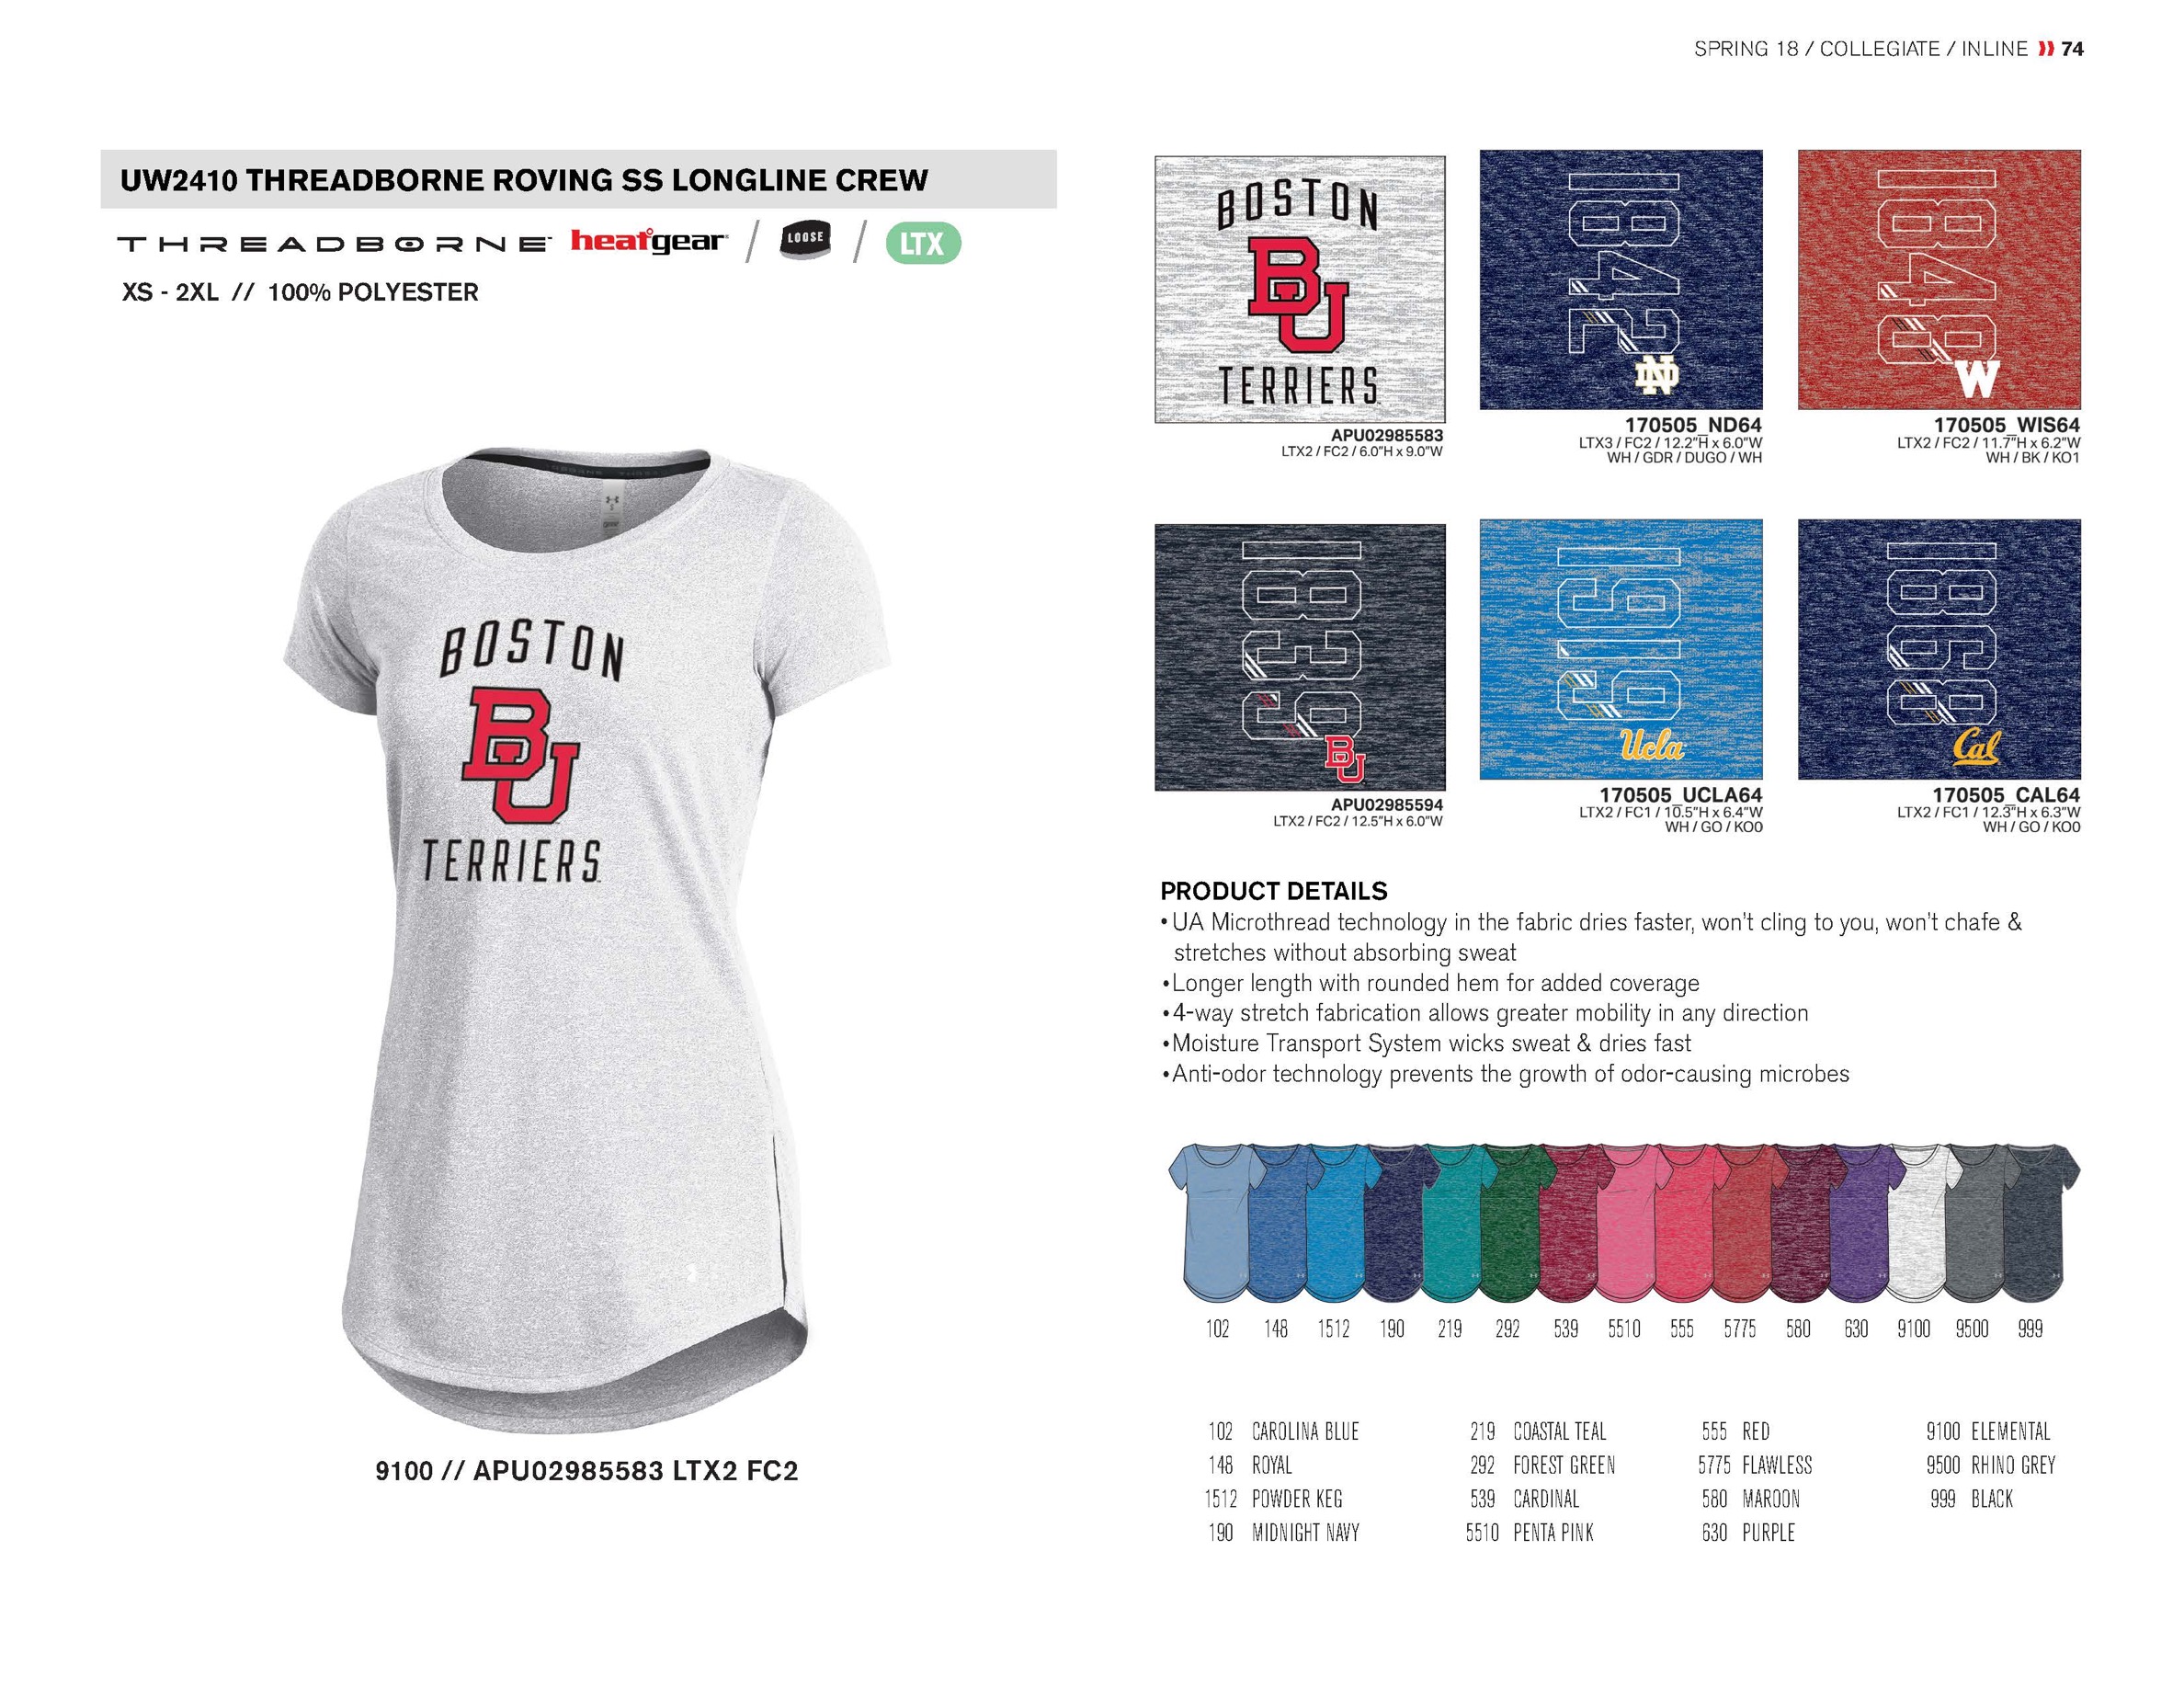 SPRING 18 / COLLEGIATE / INLINE 74
UW2410 THREADBORNE ROVING SS LONGLINE CREW
THREADBORNE heatgear / LOOSE / LTX
XS - 2XL // 100% POLYESTER
BOSTON
BU
TERRIERS
9100 // APU02985583 LTX2 FC2
BOSTON
BU
TERRIERS
APU02985583
LTX2 / FC2 / 6.0"H x 9.0"W
1842
ND
170505_ND64
LTX3 / FC2 / 12.2"H x 6.0"W
WH / GDR / DUGO / WH
1848
W
170505_WIS64
LTX2 / FC2 / 11.7"H x 6.2"W
WH / BK / KO1
1839
BU
APU02985594
LTX2 / FC2 / 12.5"H x 6.0"W
1919
Ucla
170505_UCLA64
LTX2 / FC1 / 10.5"H x 6.4"W
WH / GO / KO0
1868
Cal
170505_CAL64
LTX2 / FC1 / 12.3"H x 6.3"W
WH / GO / KO0
PRODUCT DETAILS
• UA Microthread technology in the fabric dries faster, won't cling to you, won't chafe &
stretches without absorbing sweat
•Longer length with rounded hem for added coverage
•4-way stretch fabrication allows greater mobility in any direction
•Moisture Transport System wicks sweat & dries fast
•Anti-odor technology prevents the growth of odor-causing microbes
102 148 1512 190 219 292 539 5510 555 5775 580 630 9100 9500 999
102 CAROLINA BLUE
148 ROYAL
1512 POWDER KEG
190 MIDNIGHT NAVY
219 COASTAL TEAL
292 FOREST GREEN
539 CARDINAL
5510 PENTA PINK
555 RED
5775 FLAWLESS
580 MAROON
630 PURPLE
9100 ELEMENTAL
9500 RHINO GREY
999 BLACK